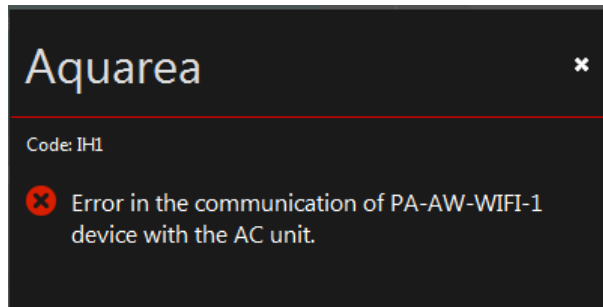 Aquarea
Code: IH1
Error in the communication of PA-AW-WIFI-1
device with the AC unit.